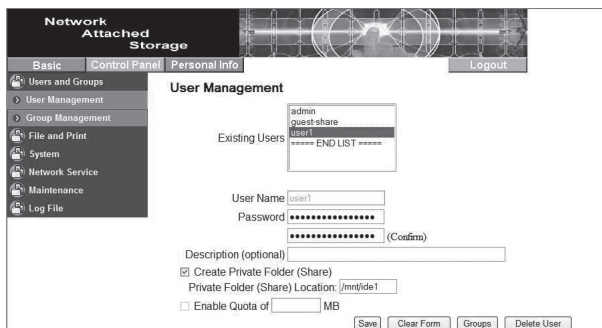 Network
Attached
Storage
Basic Control Panel Personal Info Logout
Users and Groups
User Management
Group Management
File and Print
System
Network Service
Maintenance
Log File
User Management
Existing Users
admin
guest-share
user1
===== END LIST =====
User Name user1
Password ••••••••••••••••
•••••••••••••••• (Confirm)
Description (optional)
Create Private Folder (Share)
Private Folder (Share) Location: /mnt/ide1
Enable Quota of MB
Save Clear Form Groups Delete User